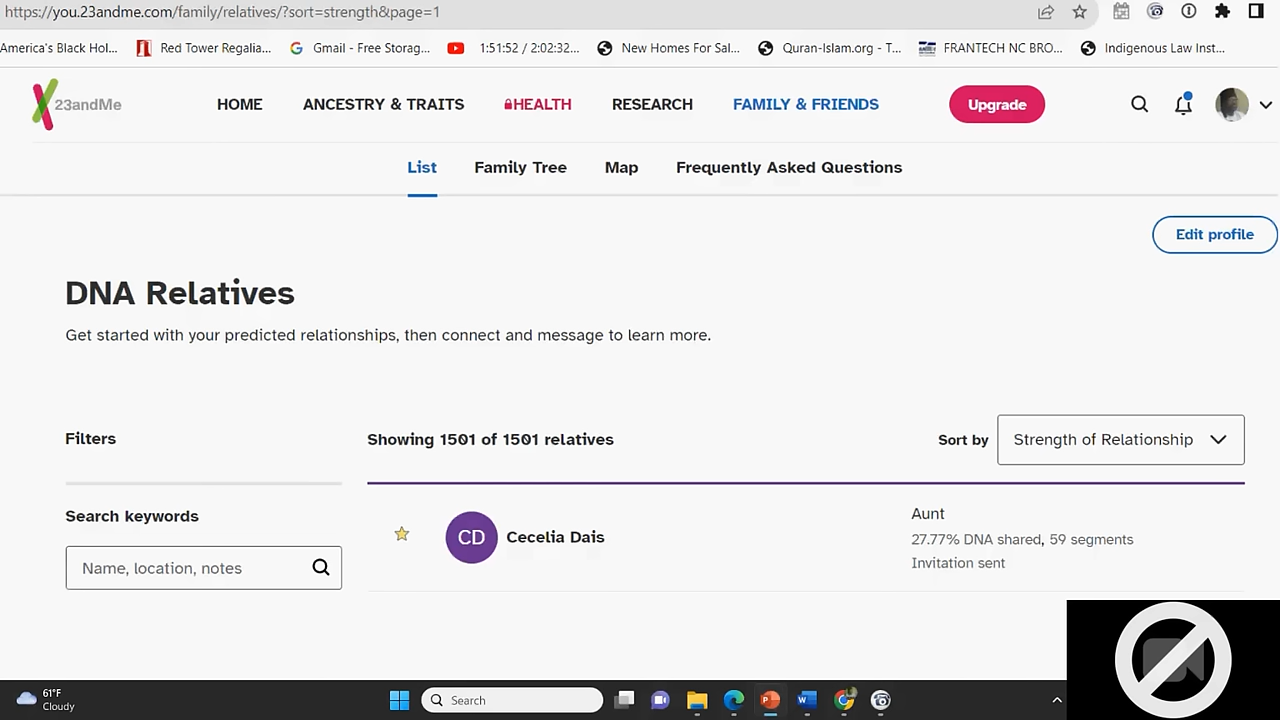 https://you.23andme.com/family/relatives/?sort=strength&page=1
America's Black Hol... Red Tower Regalia... Gmail - Free Storag... 1:51:52 / 2:02:32... New Homes For Sal... Quran-Islam.org - T... FRANTECH NC BRO... Indigenous Law Inst...
23andMe HOME ANCESTRY & TRAITS HEALTH RESEARCH FAMILY & FRIENDS Upgrade
List Family Tree Map Frequently Asked Questions
Edit profile
DNA Relatives
Get started with your predicted relationships, then connect and message to learn more.
Filters Showing 1501 of 1501 relatives Sort by Strength of Relationship
Search keywords
Name, location, notes
CD Cecelia Dais
Aunt
27.77% DNA shared, 59 segments
Invitation sent
61°F
Cloudy
Search